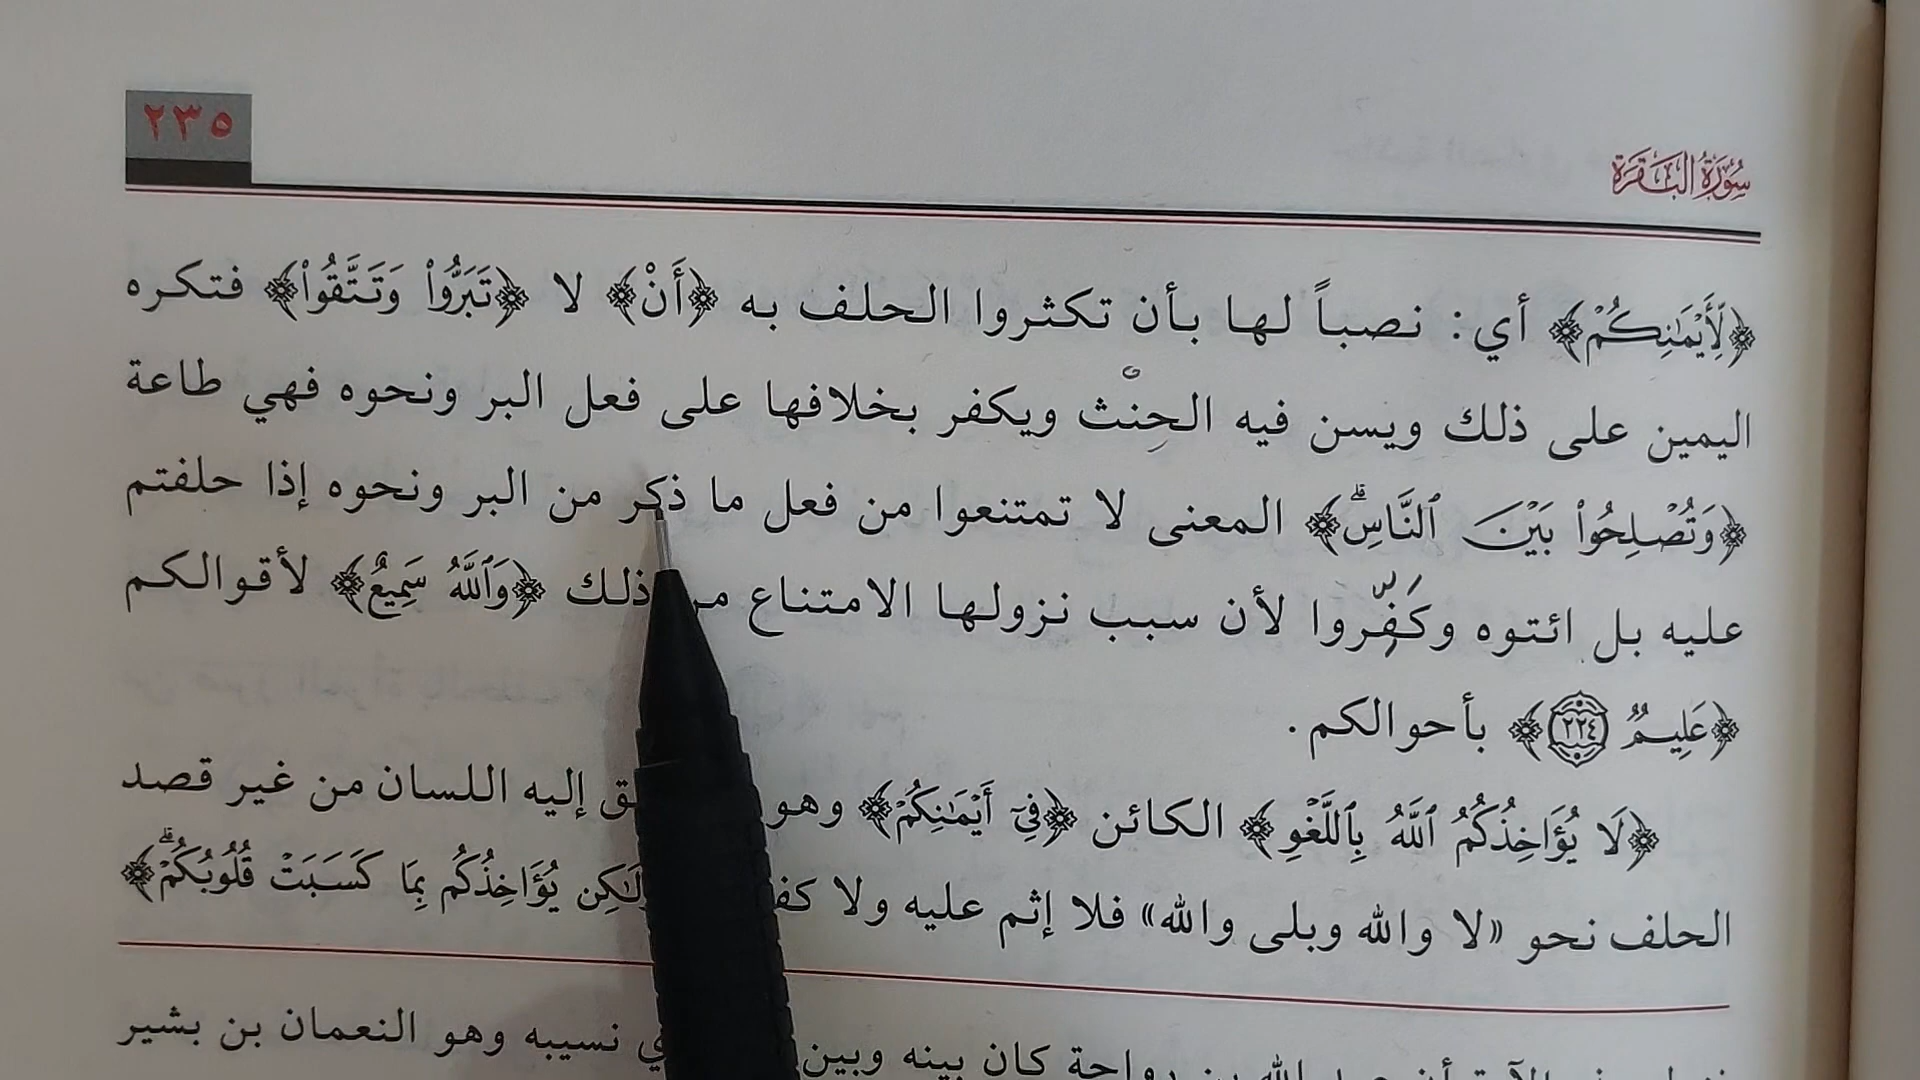 ٢٣٥
سُورَةُ البَقَرَة
﴿لِّأَيْمَٰنِكُمْ﴾ أي: نصباً لها بأن تكثروا الحلف به ﴿أَنْ﴾ لا ﴿تَبَرُّوا۟ وَتَتَّقُوا۟﴾ فتكره
اليمين على ذلك ويسن فيه الحِنْث ويكفر بخلافها على فعل البر ونحوه فهي طاعة
﴿وَتُصْلِحُوا۟ بَيْنَ ٱلنَّاسِۗ﴾ المعنى لا تمتنعوا من فعل ما ذكر من البر ونحوه إذا حلفتم
عليه بل ائتوه وكَفِّروا لأن سبب نزولها الامتناع ذلك ﴿وَٱللَّهُ سَمِيعٌ﴾ لأقوالكم
﴿عَلِيمٌ ٢٢٤﴾ بأحوالكم.
﴿لَا يُؤَاخِذُكُمُ ٱللَّهُ بِٱللَّغْوِ﴾ الكائن ﴿فِىٓ أَيْمَٰنِكُمْ﴾ وهو إليه اللسان من غير قصد
الحلف نحو «لا والله وبلى والله» فلا إثم عليه ولا يُؤَاخِذُكُم بِمَا كَسَبَتْ قُلُوبُكُمْۗ﴾
كان بينه وبين نسيبه وهو النعمان بن بشير